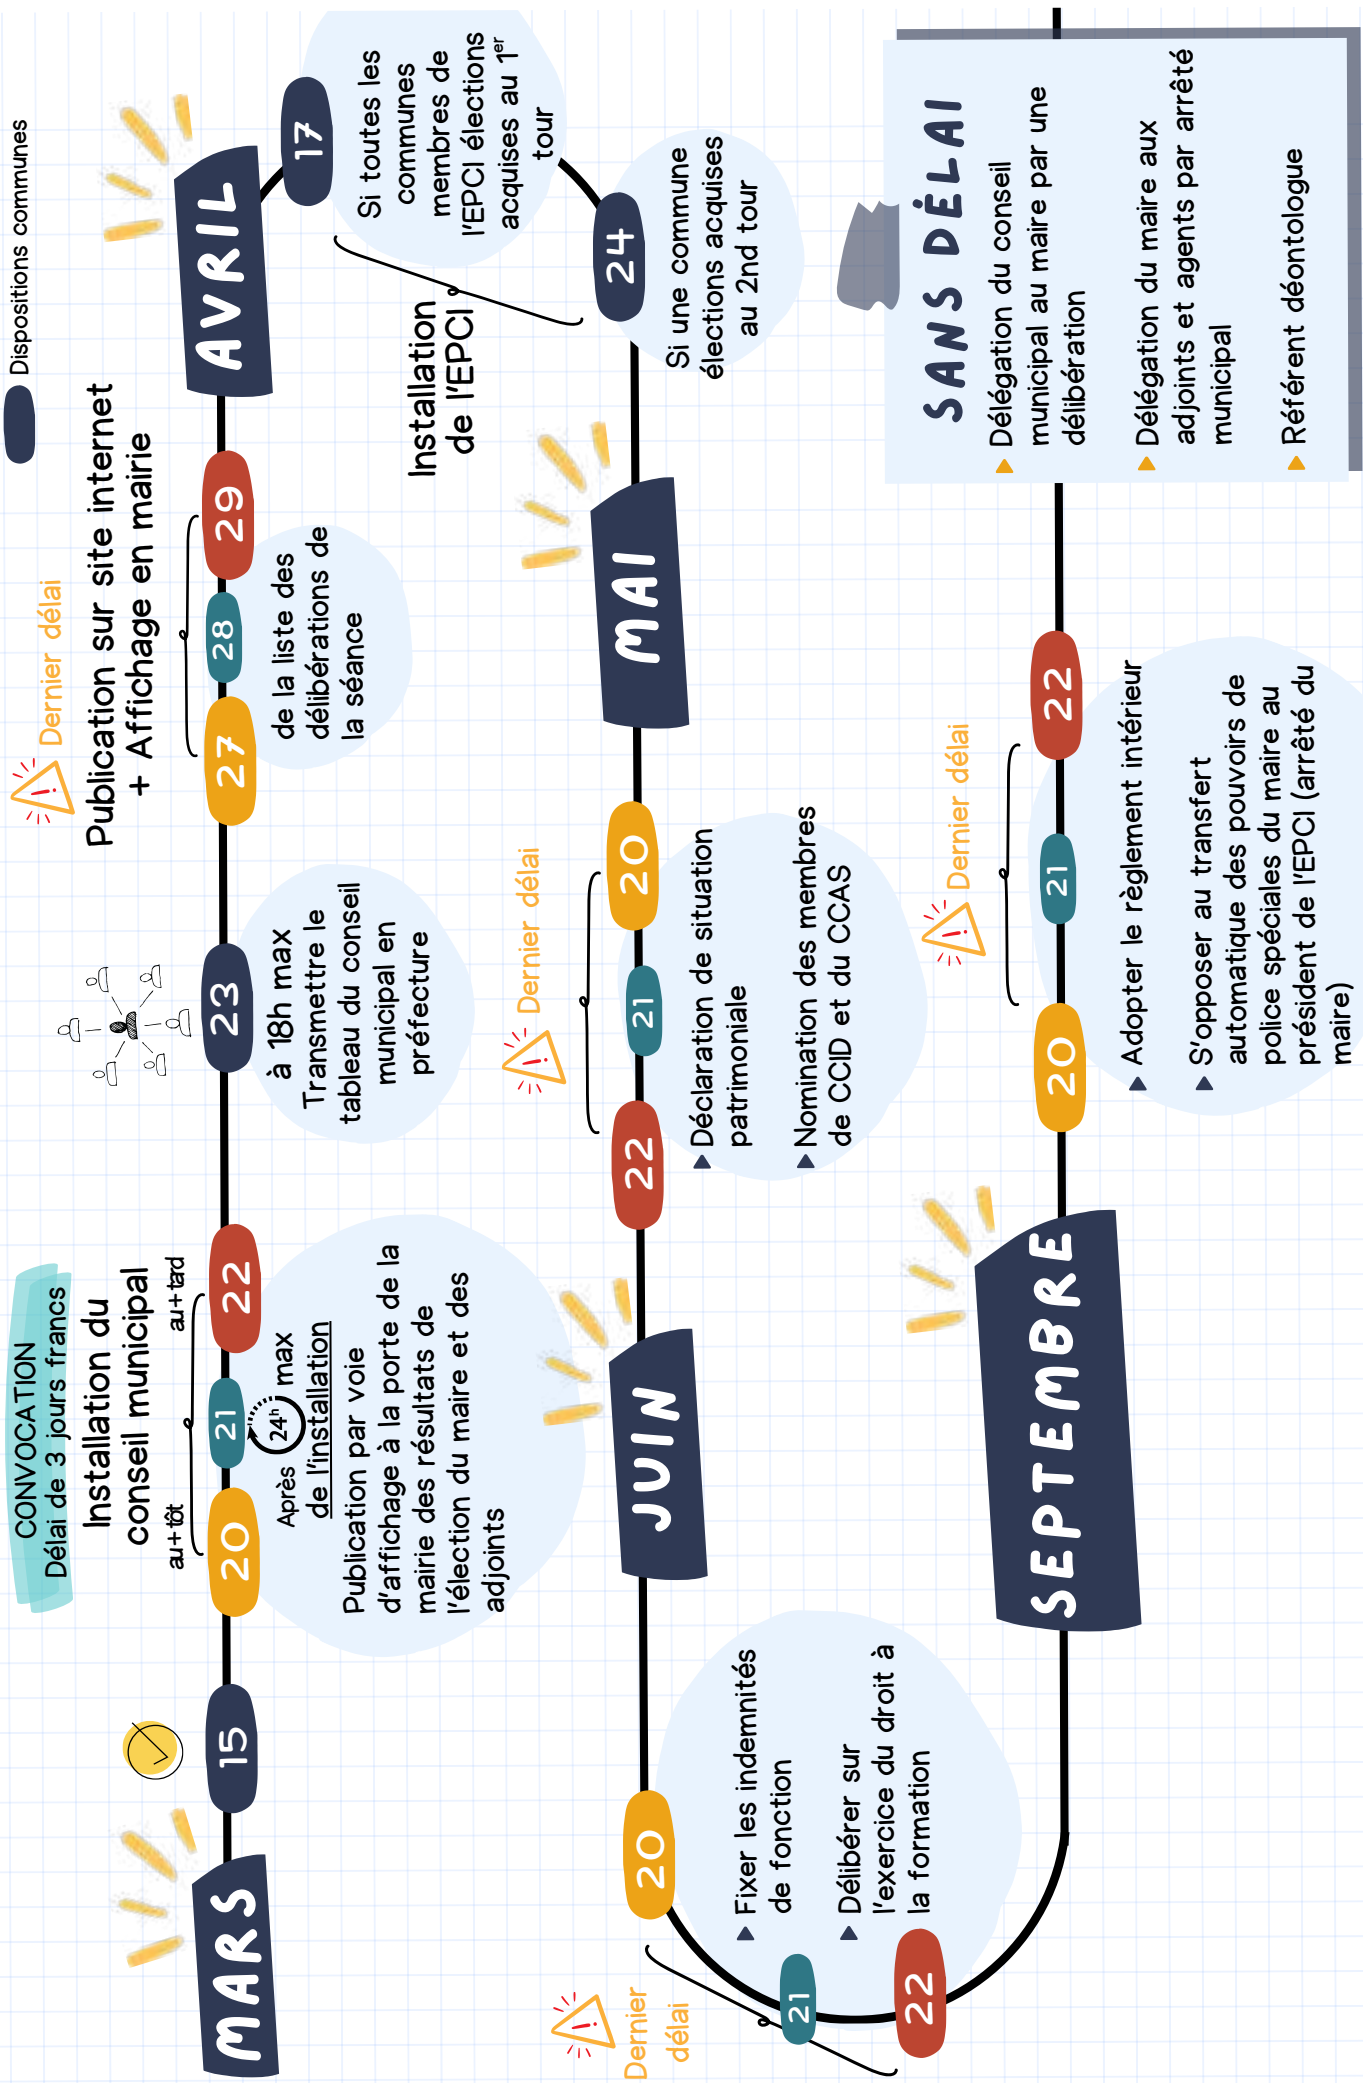 Dispositions communes
MARS
15
CONVOCATION
Délai de 3 jours francs
Installation du
conseil municipal
au+tôt
au+tard
20
21
22
Après 24h max
de l'installation
Publication par voie
d'affichage à la porte de la
mairie des résultats de
l'élection du maire et des
adjoints
23
à 18h max
Transmettre le
tableau du conseil
municipal en
préfecture
Dernier délai
Publication sur site internet
+ Affichage en mairie
27
28
29
de la liste des
délibérations de
la séance
AVRIL
17
Si toutes les
communes
membres de
l'EPCI élections
acquises au 1er
tour
Installation
de l'EPCI
24
Si une commune
élections acquises
au 2nd tour
MAI
Dernier délai
20
21
22
Déclaration de situation
patrimoniale
Nomination des membres
de CCID et du CCAS
JUIN
20
Dernier
délai
21
22
Fixer les indemnités
de fonction
Délibérer sur
l'exercice du droit à
la formation
SEPTEMBRE
Dernier délai
20
21
22
Adopter le règlement intérieur
S'opposer au transfert
automatique des pouvoirs de
police spéciales du maire au
président de l'EPCI (arrêté du
maire)
SANS DÉLAI
Délégation du conseil
municipal au maire par une
délibération
Délégation du maire aux
adjoints et agents par arrêté
municipal
Référent déontologue